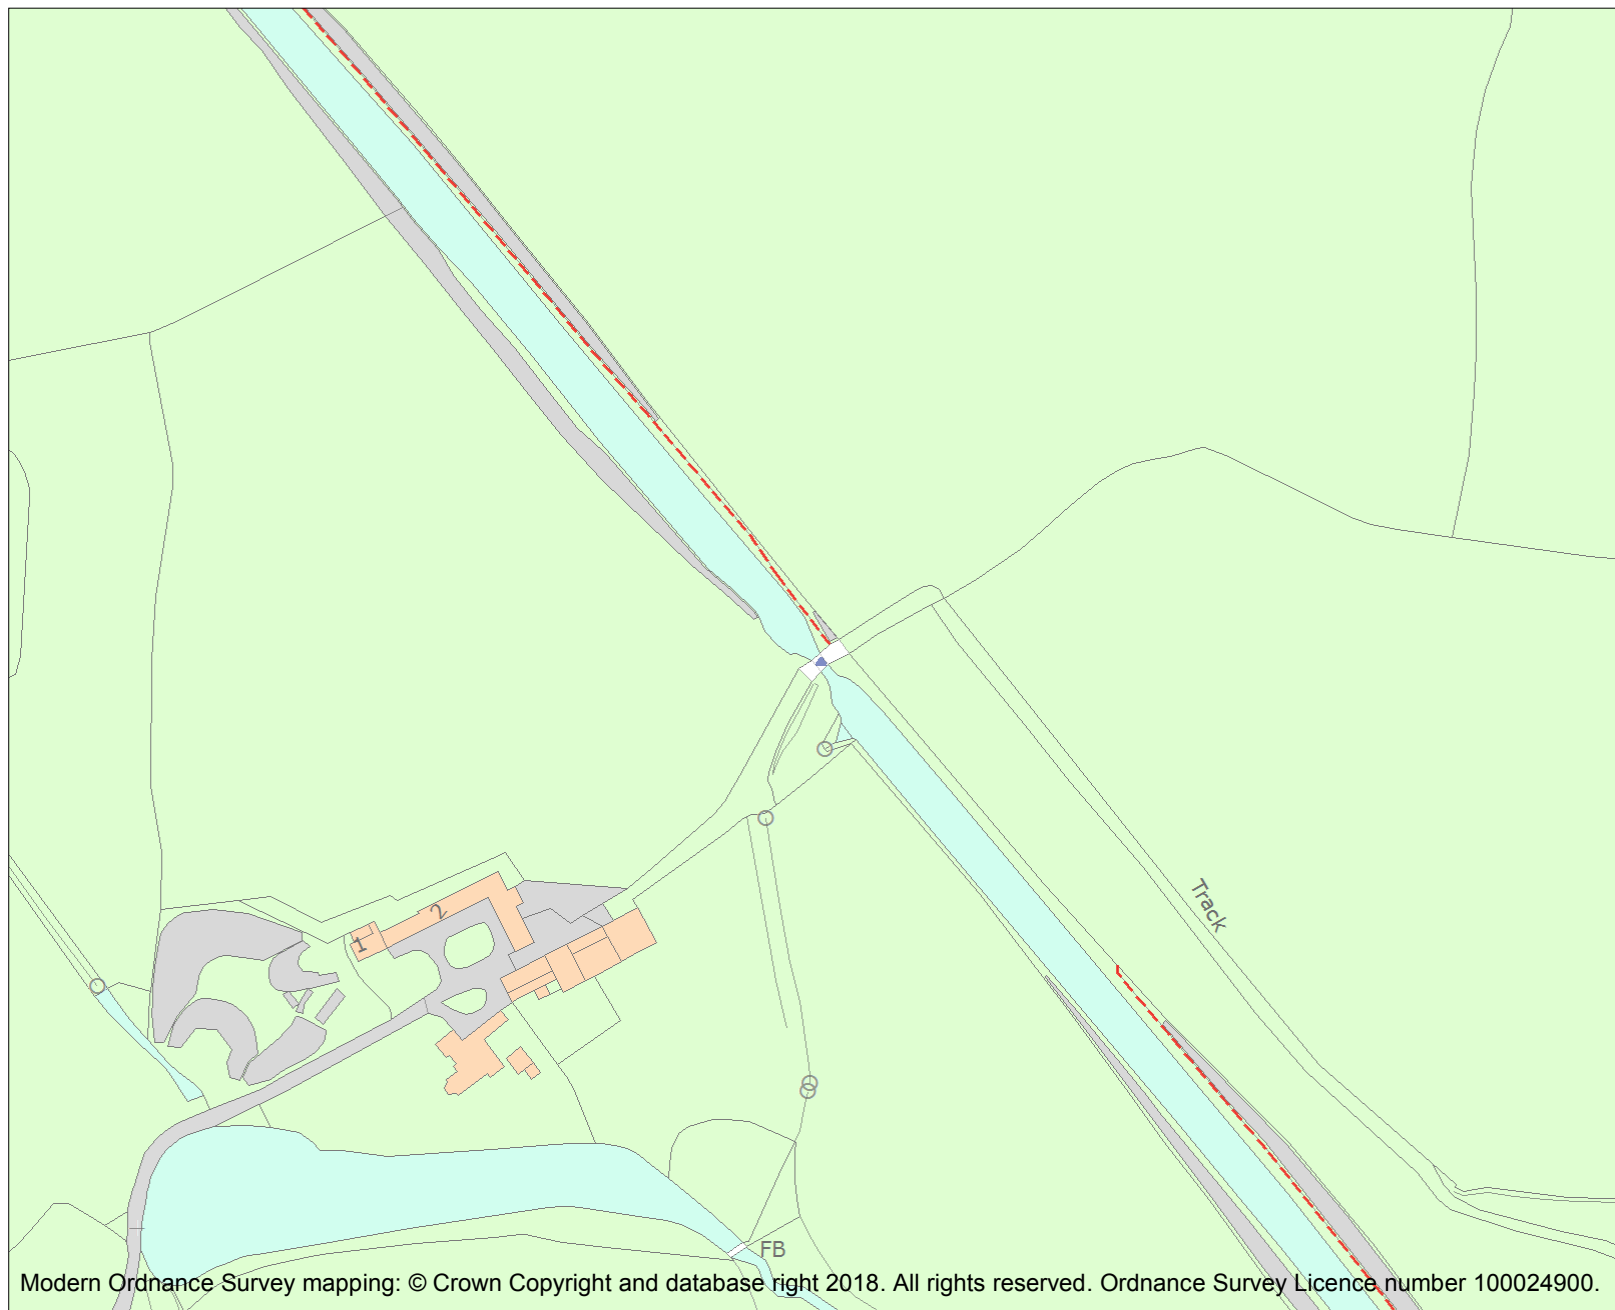 Track
2
1
FB
Modern Ordnance Survey mapping: © Crown Copyright and database right 2018. All rights reserved. Ordnance Survey Licence number 100024900.